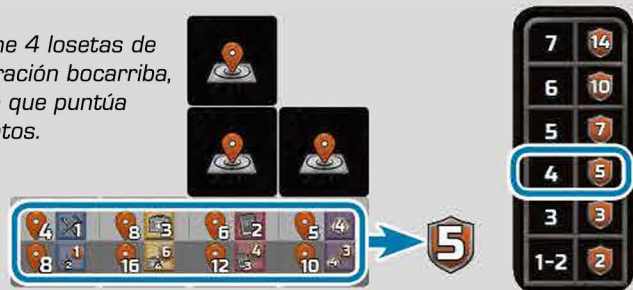 ne 4 losetas de
ración bocarriba,
que puntúa
tos.
4 1 8 3 6 2 5 4
8 1 2 16 6 4 12 4 3 10 3 4
5
7 14
6 10
5 7
4 5
3 3
1-2 2